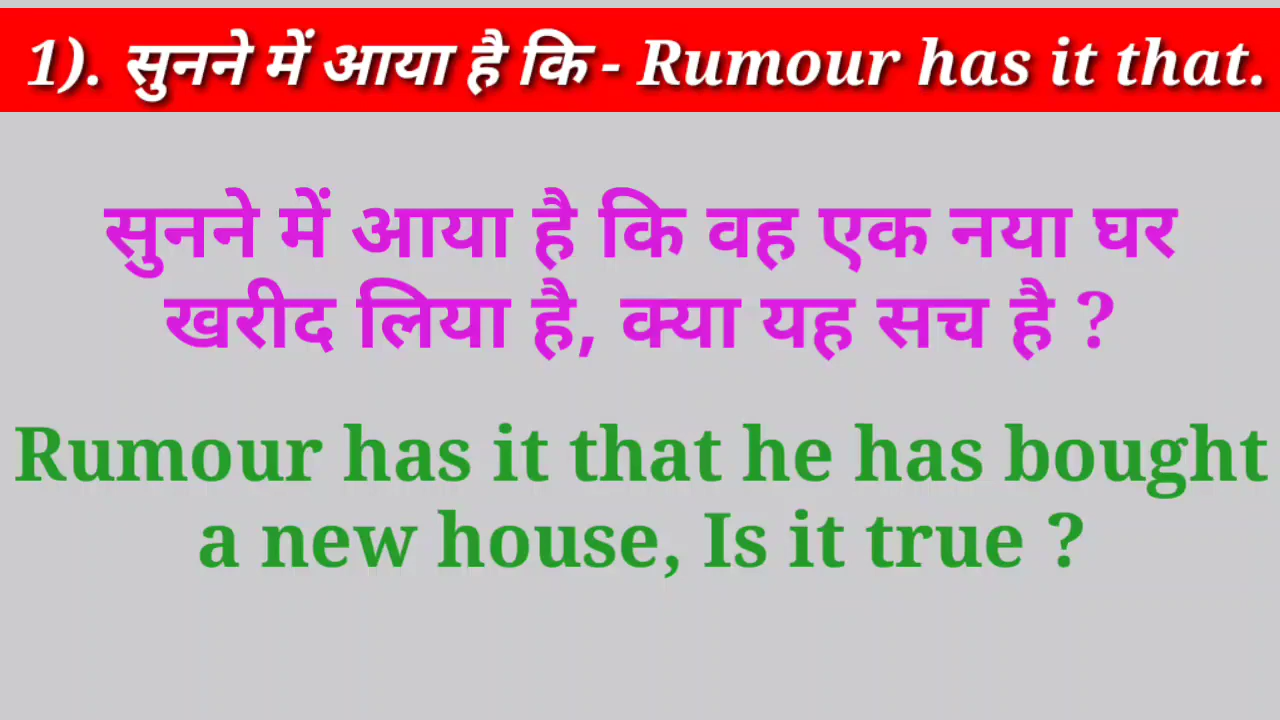 1). सुनने में आया है कि - Rumour has it that.
सुनने में आया है कि वह एक नया घर
खरीद लिया है, क्या यह सच है ?
Rumour has it that he has bought
a new house, Is it true ?